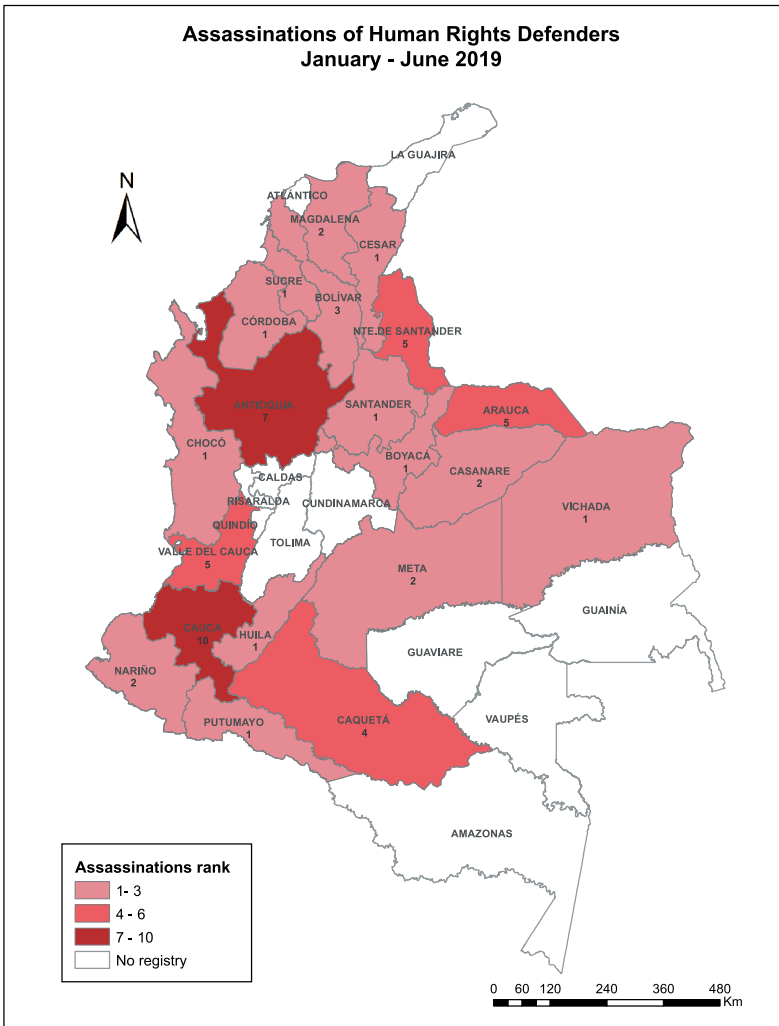 Assassinations of Human Rights Defenders
January - June 2019
N
LA GUAJIRA
ATLÁNTICO
MAGDALENA
2
CESAR
1
SUCRE
1
BOLÍVAR
3
CÓRDOBA
1
NTE.DE SANTANDER
5
ANTIOQUIA
7
SANTANDER
1
ARAUCA
5
CHOCÓ
1
BOYACÁ
1
CASANARE
2
CALDAS
RISARALDA
CUNDINAMARCA
VICHADA
1
QUINDÍO
TOLIMA
VALLE DEL CAUCA
5
META
2
GUAINÍA
CAUCA
10
HUILA
1
GUAVIARE
NARIÑO
2
VAUPÉS
PUTUMAYO
1
CAQUETÁ
4
AMAZONAS
Assassinations rank
1- 3
4 - 6
7 - 10
No registry
0 60 120 240 360 480
Km